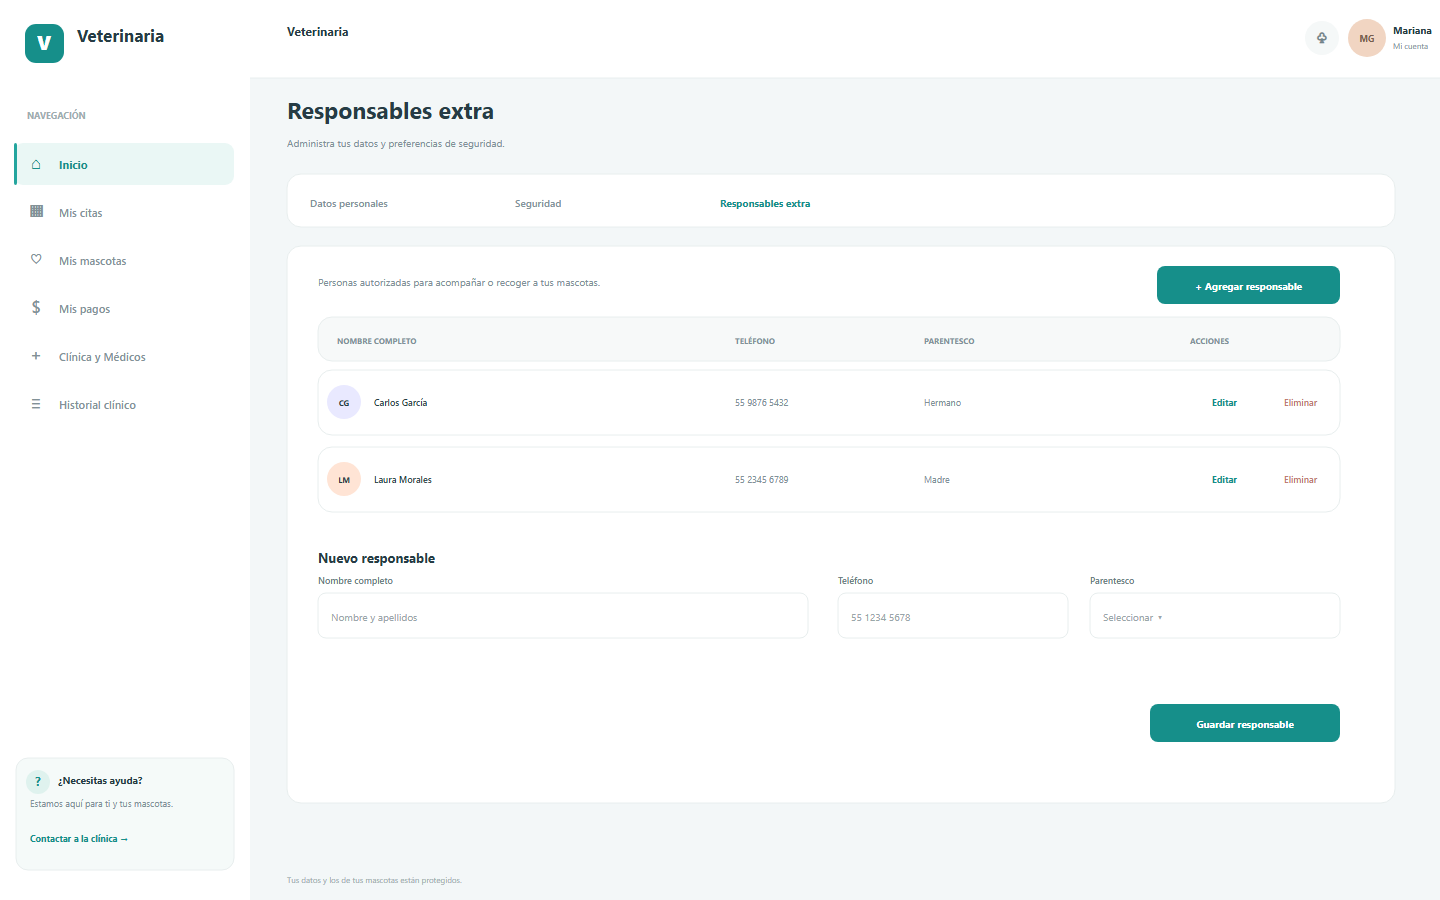 V Veterinaria
Veterinaria
MG Mariana
Mi cuenta
NAVEGACIÓN
Inicio
Mis citas
Mis mascotas
$ Mis pagos
+ Clínica y Médicos
Historial clínico
? ¿Necesitas ayuda?
Estamos aquí para ti y tus mascotas.
Contactar a la clínica →
Responsables extra
Administra tus datos y preferencias de seguridad.
Datos personales Seguridad Responsables extra
Personas autorizadas para acompañar o recoger a tus mascotas.
+ Agregar responsable
NOMBRE COMPLETO TELÉFONO PARENTESCO ACCIONES
CG Carlos García 55 9876 5432 Hermano Editar Eliminar
LM Laura Morales 55 2345 6789 Madre Editar Eliminar
Nuevo responsable
Nombre completo Teléfono Parentesco
Nombre y apellidos 55 1234 5678 Seleccionar ▾
Guardar responsable
Tus datos y los de tus mascotas están protegidos.